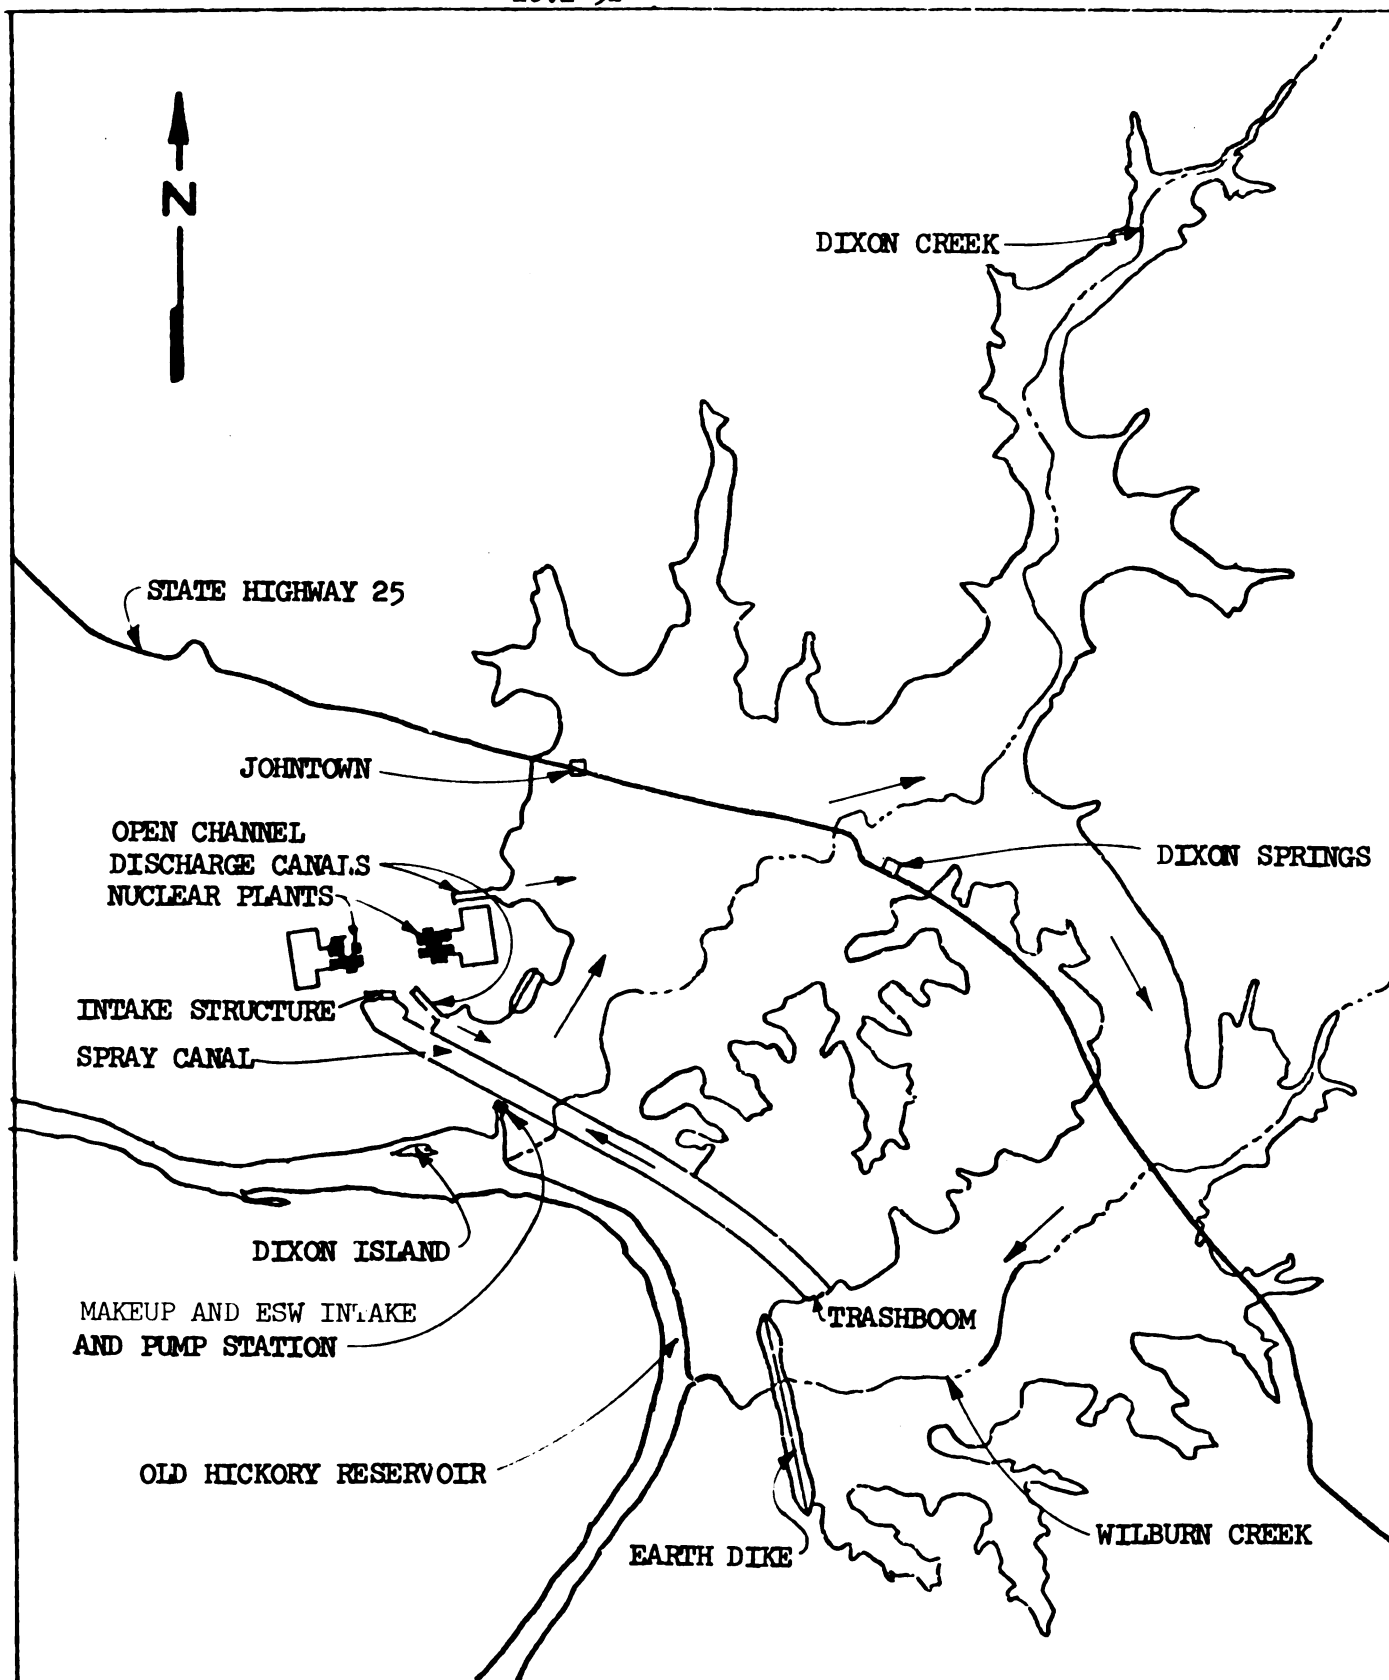 N
DIXON CREEK
STATE HIGHWAY 25
JOHNTOWN
OPEN CHANNEL
DISCHARGE CANALS
NUCLEAR PLANTS
DIXON SPRINGS
INTAKE STRUCTURE
SPRAY CANAL
DIXON ISLAND
MAKEUP AND ESW INTAKE
AND PUMP STATION
TRASHBOOM
OLD HICKORY RESERVOIR
EARTH DIKE
WILBURN CREEK